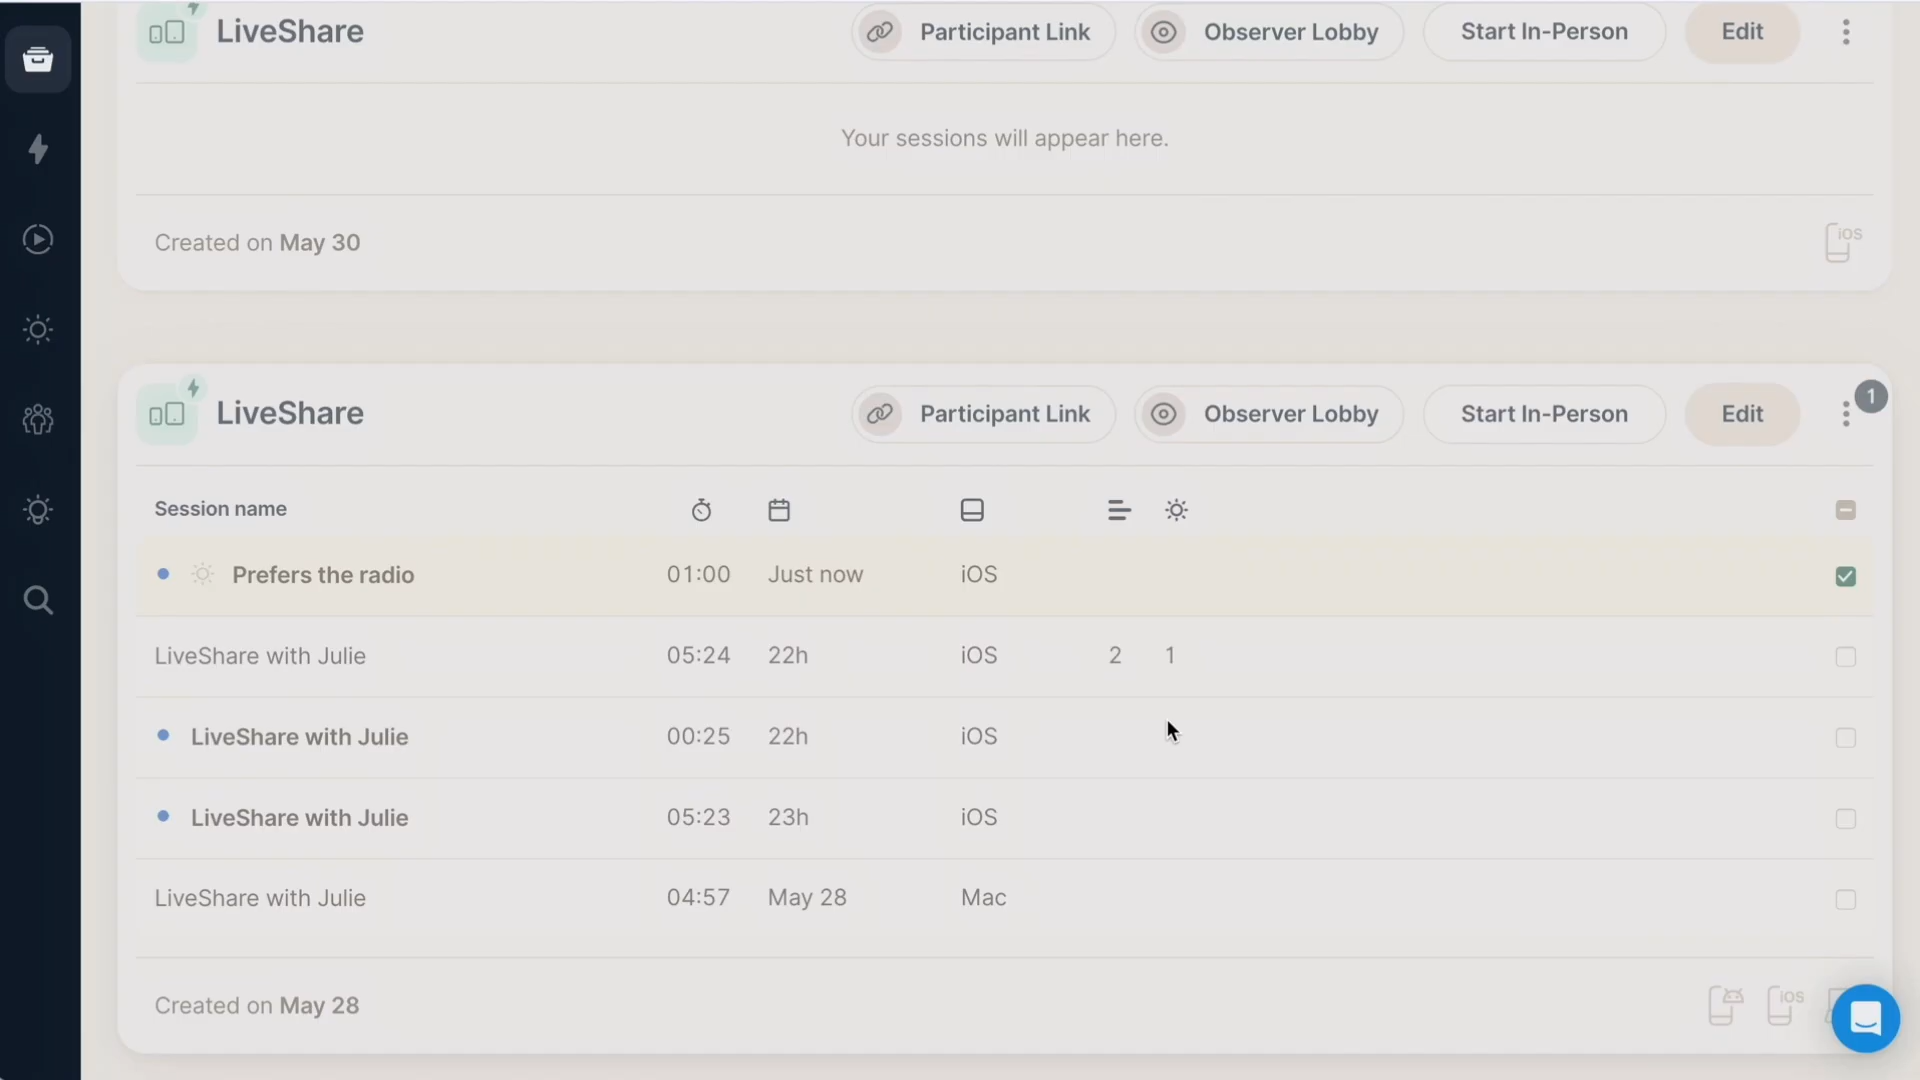 LiveShare Participant Link Observer Lobby Start In-Person Edit
Your sessions will appear here.
Created on May 30 iOS
LiveShare Participant Link Observer Lobby Start In-Person Edit 1
Session name
Prefers the radio 01:00 Just now iOS
LiveShare with Julie 05:24 22h iOS 2 1
LiveShare with Julie 00:25 22h iOS
LiveShare with Julie 05:23 23h iOS
LiveShare with Julie 04:57 May 28 Mac
Created on May 28 iOS